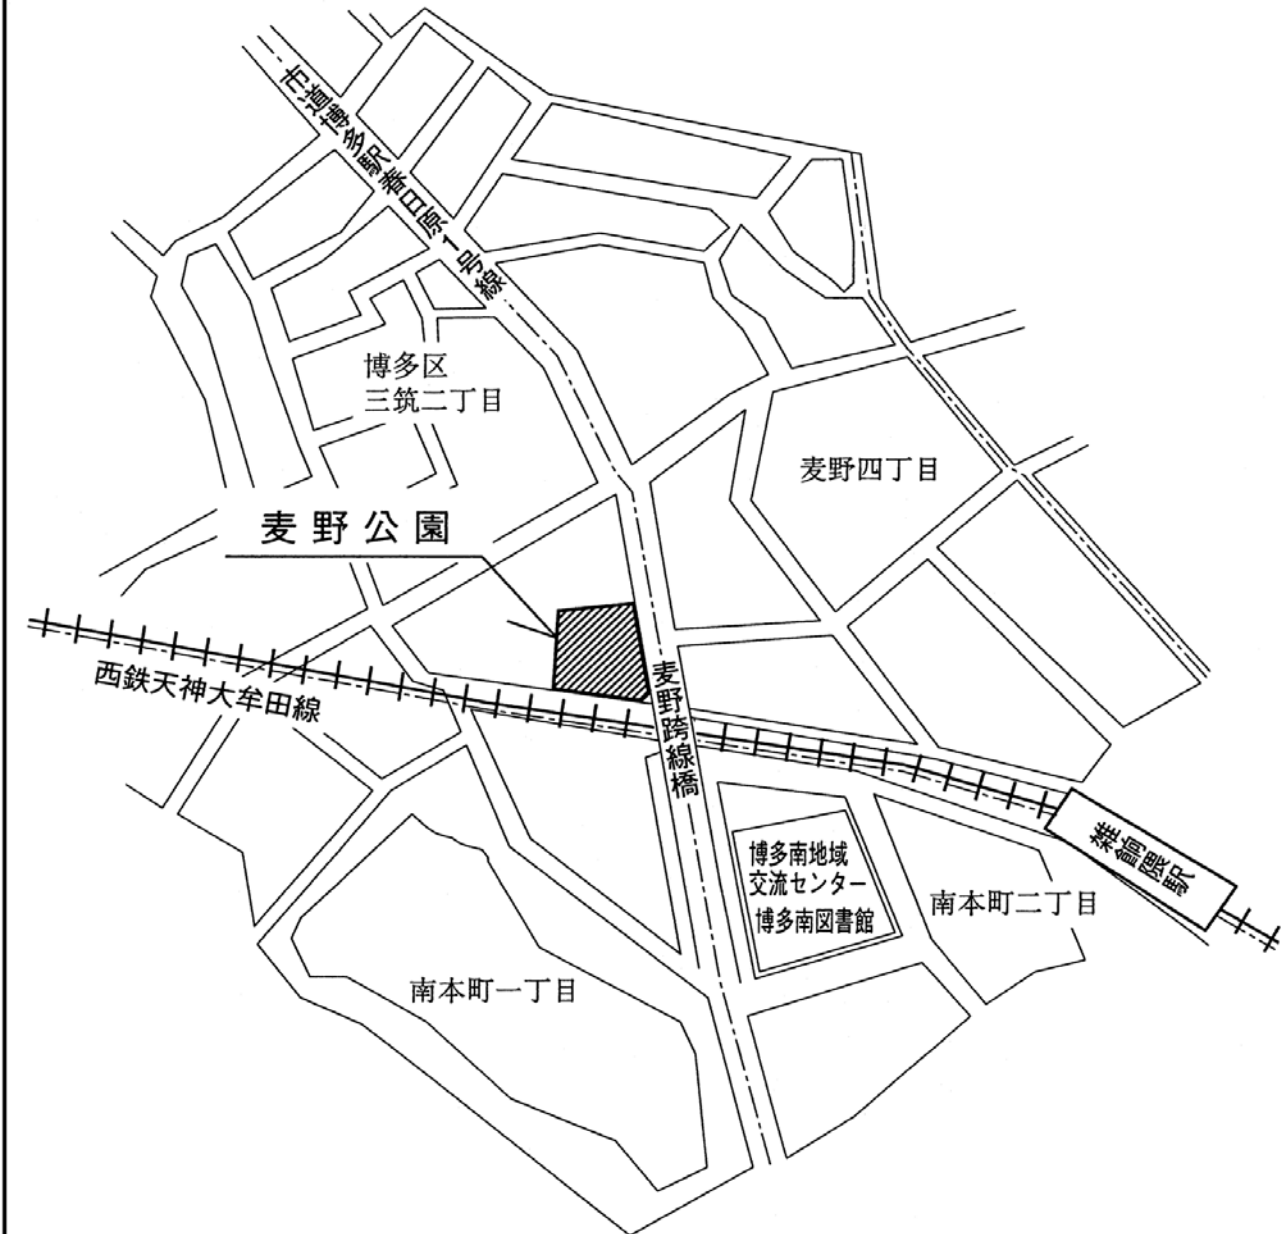 市道博多駅春日原1号線
博多区
三筑二丁目
麦野四丁目
麦野公園
西鉄天神大牟田線
麦野跨線橋
雑餉隈駅
博多南地域
交流センター
博多南図書館
南本町二丁目
南本町一丁目